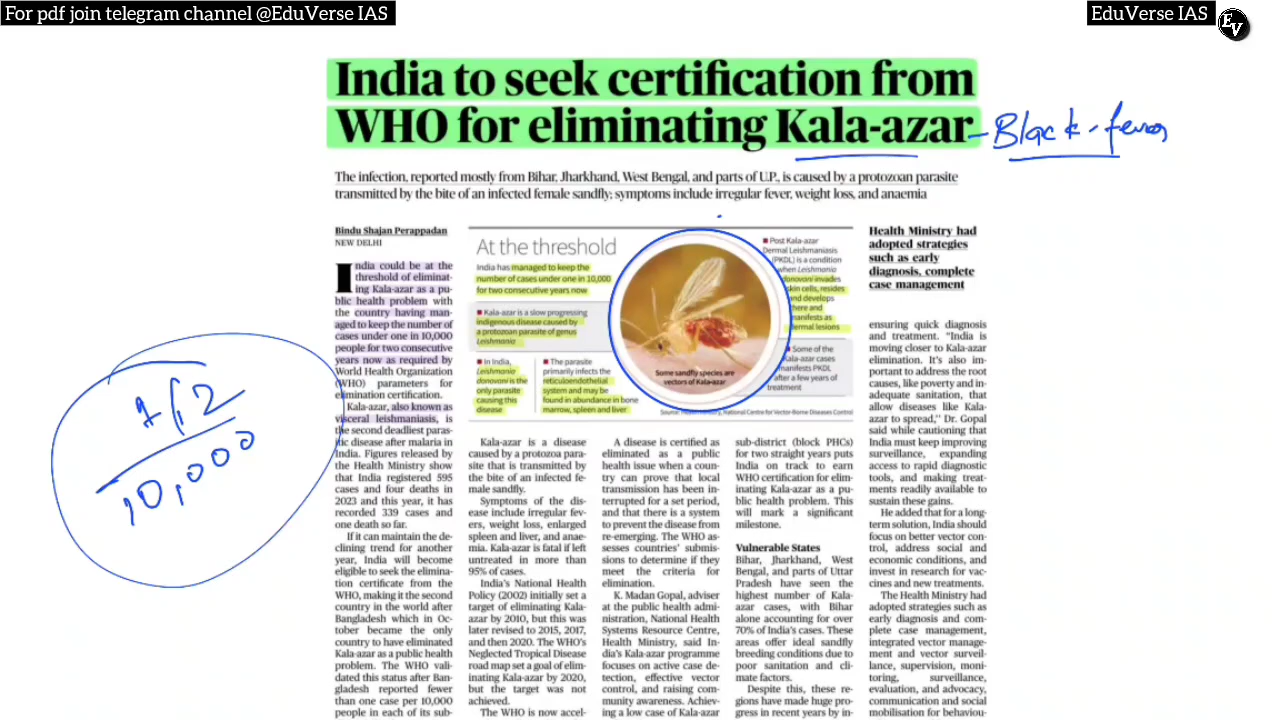 For pdf join telegram channel @EduVerse IAS
EduVerse IAS
EV
India to seek certification from
WHO for eliminating Kala-azar
- Black-fever
The infection, reported mostly from Bihar, Jharkhand, West Bengal, and parts of U.P., is caused by a protozoan parasite
transmitted by the bite of an infected female sandfly; symptoms include irregular fever, weight loss, and anaemia
Bindu Shajan Perappadan
NEW DELHI
India could be at the
threshold of eliminat-
ing Kala-azar as a pu-
blic health problem with
the country having man-
aged to keep the number of
cases under one in 10,000
people for two consecutive
years now as required by
World Health Organization
(WHO) parameters for
elimination certification.
Kala-azar, also known as
visceral leishmaniasis, is
the second deadliest paras-
itic disease after malaria in
India. Figures released by
the Health Ministry show
that India registered 595
cases and four deaths in
2023 and this year, it has
recorded 339 cases and
one death so far.
If it can maintain the de-
clining trend for another
year, India will become
eligible to seek the elimina-
tion certificate from the
WHO, making it the second
country in the world after
Bangladesh which in Oc-
tober became the only
country to have eliminated
Kala-azar as a public health
problem. The WHO vali-
dated this status after Ban-
gladesh reported fewer
than one case per 10,000
people in each of its sub-
10,000
At the threshold
India has managed to keep the
number of cases under one in 10,000
for two consecutive years now
Kala-azar is a slow progressing
indigenous disease caused by
a protozoan parasite of genus
Leishmania
In India,
Leishmania
donovani is the
only parasite
causing this
disease
The parasite
primarily infects the
reticuloendothelial
system and may be
found in abundance in bone
marrow, spleen and liver
Some sandfly species are
vectors of Kala-azar
Post Kala-azar
Dermal Leishmaniasis
(PKDL) is a condition
when Leishmania
donovani invades
skin cells, resides
and develops
there and
manifests as
dermal lesions
Some of the
Kala-azar cases
manifests PKDL
after a few years of
treatment
National Centre for Vector-Borne Diseases Control
Kala-azar is a disease
caused by a protozoa para-
site that is transmitted by
the bite of an infected fe-
male sandfly.
Symptoms of the dis-
ease include irregular fev-
ers, weight loss, enlarged
spleen and liver, and anae-
mia. Kala-azar is fatal if left
untreated in more than
95% of cases.
India's National Health
Policy (2002) initially set a
target of eliminating Kala-
azar by 2010, but this was
later revised to 2015, 2017,
and then 2020. The WHO's
Neglected Tropical Disease
road map set a goal of elim-
inating Kala-azar by 2020,
but the target was not
achieved.
The WHO is now accel-
A disease is certified as
eliminated as a public
health issue when a coun-
try can prove that local
transmission has been in-
terrupted for a set period,
and that there is a system
to prevent the disease from
re-emerging. The WHO as-
sesses countries' submis-
sions to determine if they
meet the criteria for
elimination.
K. Madan Gopal, adviser
at the public health admi-
nistration, National Health
Systems Resource Centre,
Health Ministry, said In-
dia's Kala-azar programme
focuses on active case de-
tection, effective vector
control, and raising com-
munity awareness. Achiev-
ing a low case of Kala-azar
sub-district (block PHCs)
for two straight years puts
India on track to earn
WHO certification for elim-
inating Kala-azar as a pu-
blic health problem. This
will mark a significant
milestone.
Vulnerable States
Bihar, Jharkhand, West
Bengal, and parts of Uttar
Pradesh have seen the
highest number of Kala-
azar cases, with Bihar
alone accounting for over
70% of India's cases. These
areas offer ideal sandfly
breeding conditions due to
poor sanitation and cli-
mate factors.
Despite this, these re-
gions have made huge pro-
gress in recent years by in-
Health Ministry had
adopted strategies
such as early
diagnosis, complete
case management
ensuring quick diagnosis
and treatment. "India is
moving closer to Kala-azar
elimination. It's also im-
portant to address the root
causes, like poverty and in-
adequate sanitation, that
allow diseases like Kala-
azar to spread," Dr. Gopal
said while cautioning that
India must keep improving
surveillance, expanding
access to rapid diagnostic
tools, and making treat-
ments readily available to
sustain these gains.
He added that for a long-
term solution, India should
focus on better vector con-
trol, address social and
economic conditions, and
invest in research for vac-
cines and new treatments.
The Health Ministry had
adopted strategies such as
early diagnosis and com-
plete case management,
integrated vector manage-
ment and vector surveil-
lance, supervision, moni-
toring, surveillance,
evaluation, and advocacy,
communication and social
mobilisation for behaviou-